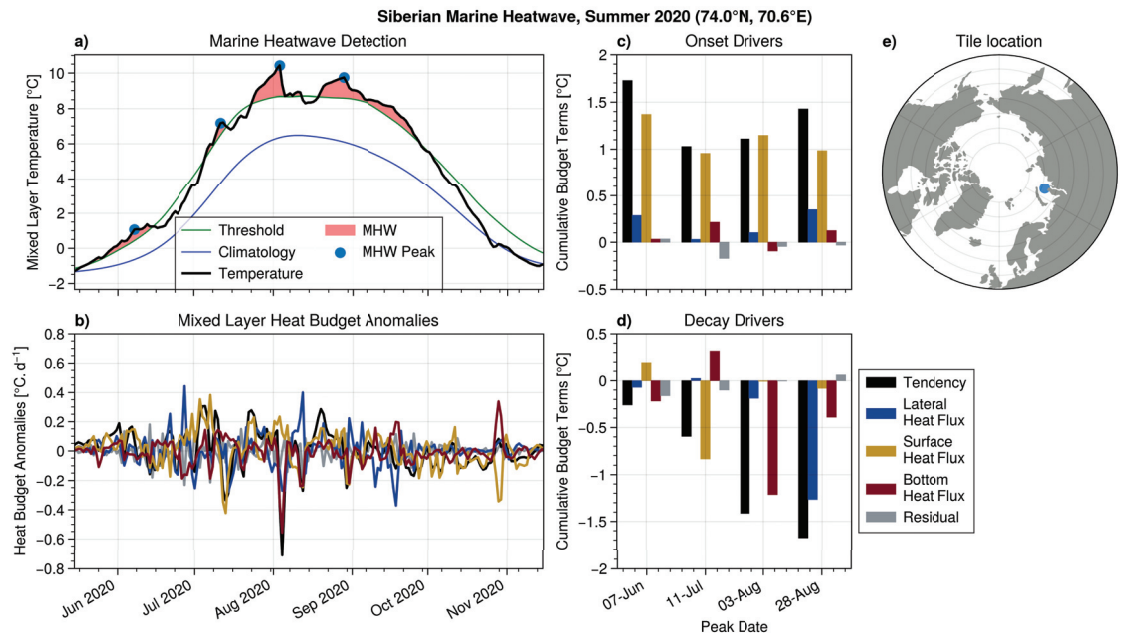 Siberian Marine Heatwave, Summer 2020 (74.0°N, 70.6°E)
a) Marine Heatwave Detection
Mixed Layer Temperature [°C]
10
8
6
4
2
0
−2
Threshold
Climatology
Temperature
MHW
MHW Peak
b) Mixed Layer Heat Budget Anomalies
Heat Budget Anomalies [°C. d⁻¹]
0.8
0.6
0.4
0.2
0
−0.2
−0.4
−0.6
−0.8
Jun 2020
Jul 2020
Aug 2020
Sep 2020
Oct 2020
Nov 2020
c) Onset Drivers
Cumulative Budget Terms [°C]
2
1.5
1
0.5
0
−0.5
d) Decay Drivers
Cumulative Budget Terms [°C]
0.5
0
−0.5
−1
−1.5
−2
07-Jun
11-Jul
03-Aug
28-Aug
Peak Date
e) Tile location
Tendency
Lateral
Heat Flux
Surface
Heat Flux
Bottom
Heat Flux
Residual